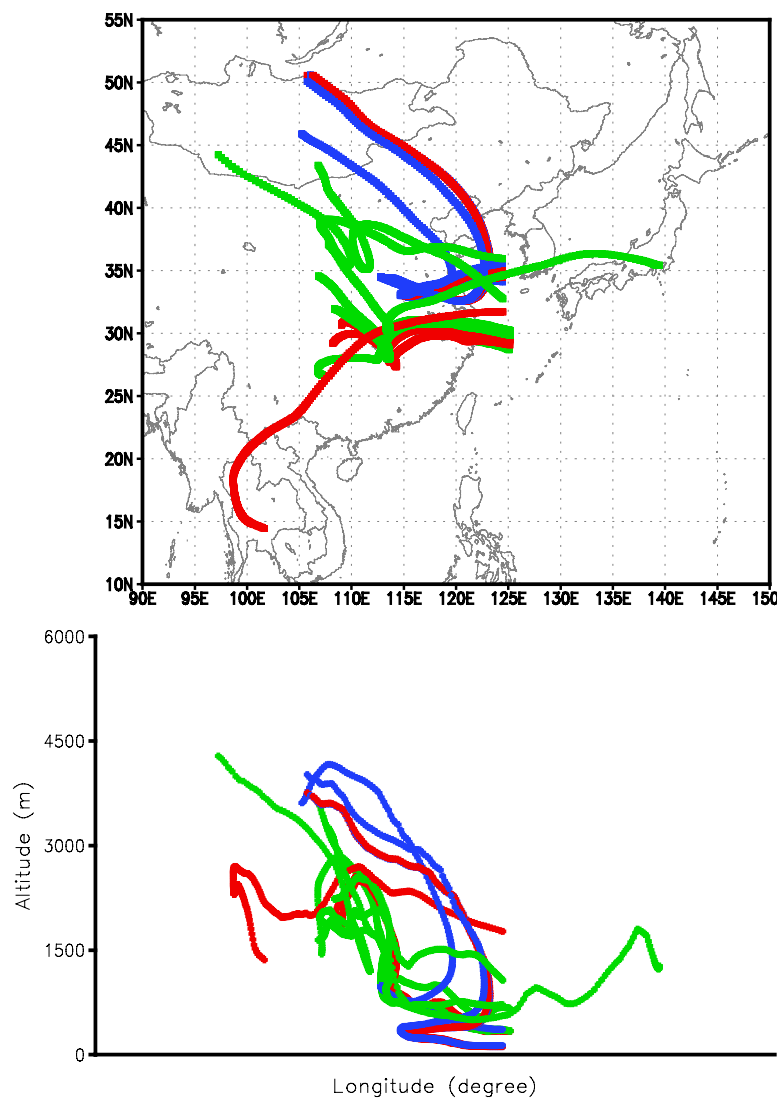 55N
50N
45N
40N
35N
30N
25N
20N
15N
10N
90E 95E 100E 105E 110E 115E 120E 125E 130E 135E 140E 145E 150
6000
4500
3000
1500
0
Altitude (m)
Longitude (degree)